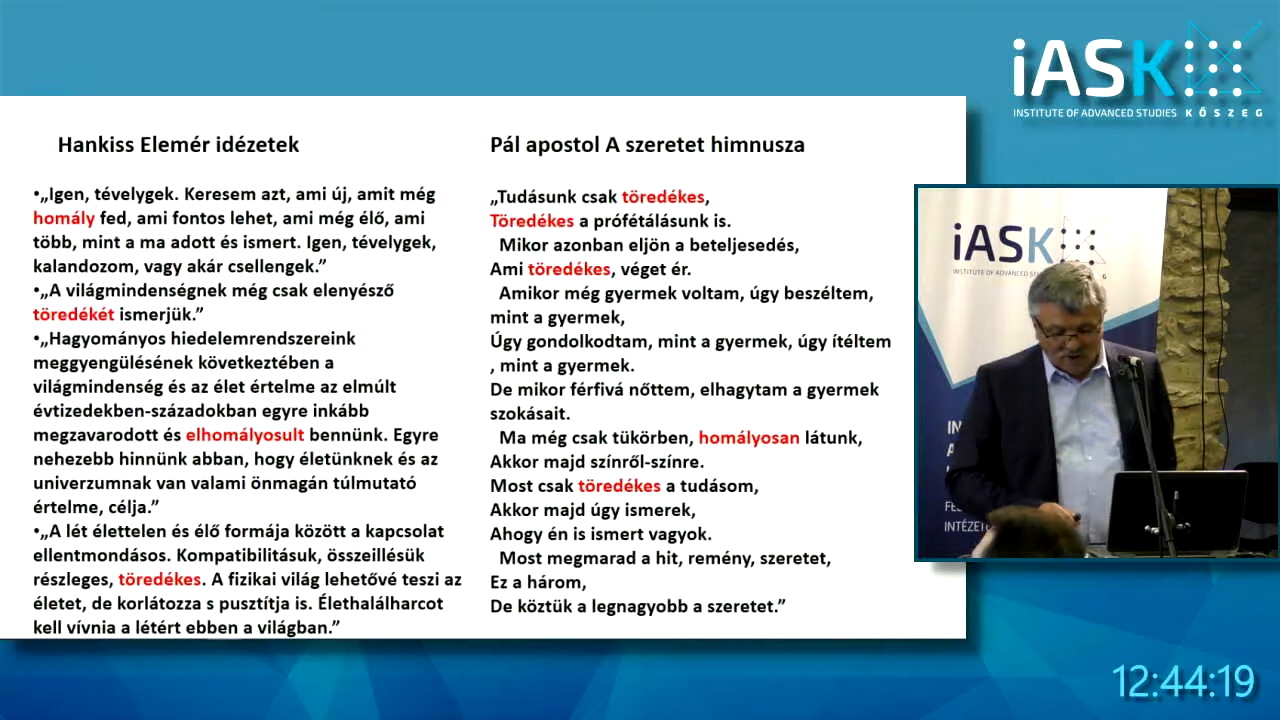 iASK
INSTITUTE OF ADVANCED STUDIES KŐSZEG
Hankiss Elemér idézetek
•„Igen, tévelygek. Keresem azt, ami új, amit még
homály fed, ami fontos lehet, ami még élő, ami
több, mint a ma adott és ismert. Igen, tévelygek,
kalandozom, vagy akár csellengek.”
•„A világmindenségnek még csak elenyésző
töredékét ismerjük.”
•„Hagyományos hiedelemrendszereink
meggyengülésének következtében a
világmindenség és az élet értelme az elmúlt
évtizedekben-századokban egyre inkább
megzavarodott és elhomályosult bennünk. Egyre
nehezebb hinnünk abban, hogy életünknek és az
univerzumnak van valami önmagán túlmutató
értelme, célja.”
•„A lét élettelen és élő formája között a kapcsolat
ellentmondásos. Kompatibilitásuk, összeillésük
részleges, töredékes. A fizikai világ lehetővé teszi az
életet, de korlátozza s pusztítja is. Élethalálharcot
kell vívnia a létért ebben a világban.”
Pál apostol A szeretet himnusza
„Tudásunk csak töredékes,
Töredékes a prófétálásunk is.
Mikor azonban eljön a beteljesedés,
Ami töredékes, véget ér.
Amikor még gyermek voltam, úgy beszéltem,
mint a gyermek,
Úgy gondolkodtam, mint a gyermek, úgy ítéltem
, mint a gyermek.
De mikor férfivá nőttem, elhagytam a gyermek
szokásait.
Ma még csak tükörben, homályosan látunk,
Akkor majd színről-színre.
Most csak töredékes a tudásom,
Akkor majd úgy ismerek,
Ahogy én is ismert vagyok.
Most megmarad a hit, remény, szeretet,
Ez a három,
De köztük a legnagyobb a szeretet.”
iASK
INSTITUTE OF ADVANCED
12:44:19